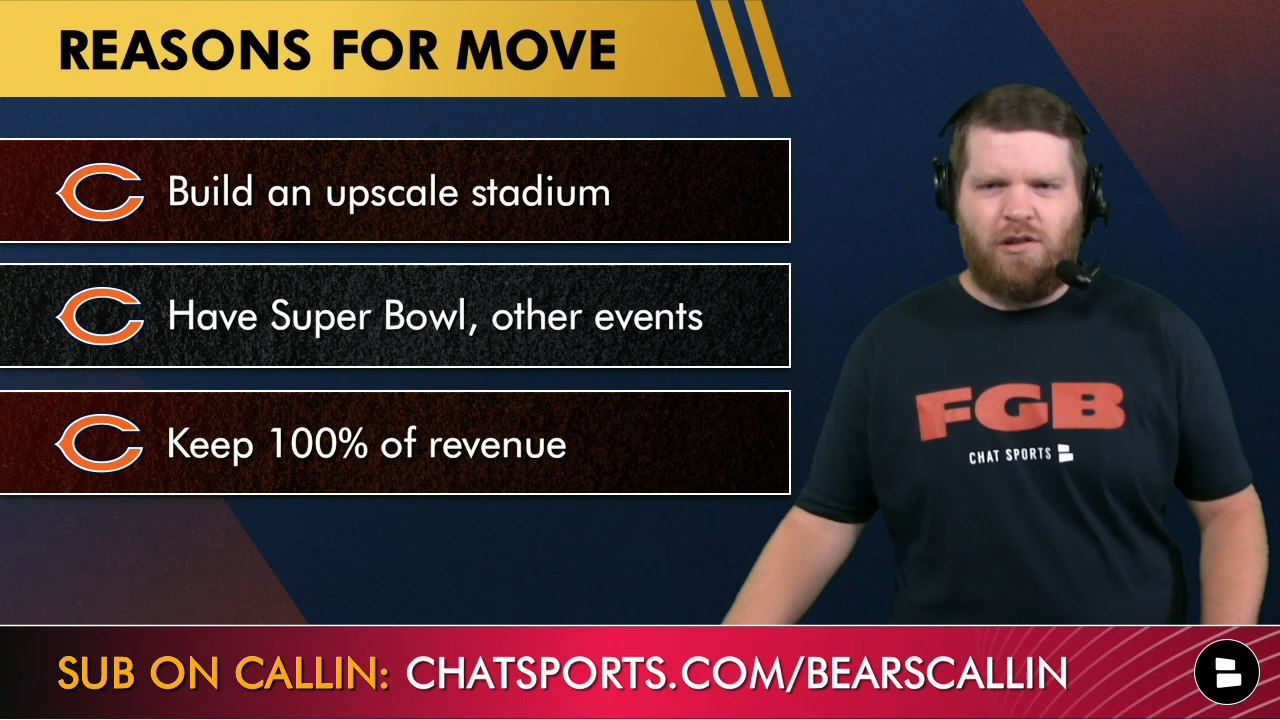 REASONS FOR MOVE
Build an upscale stadium
Have Super Bowl, other events
Keep 100% of revenue
FGB
CHAT SPORTS
SUB ON CALLIN: CHATSPORTS.COM/BEARSCALLIN